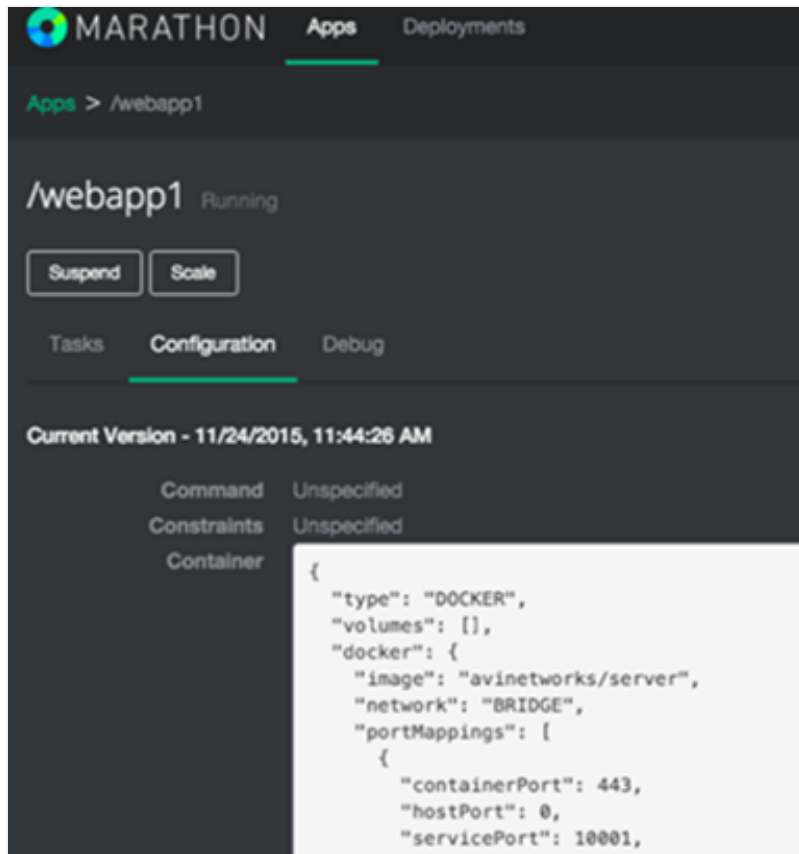 MARATHON Apps Deployments
Apps > /webapp1
/webapp1 Running
Suspend Scale
Tasks Configuration Debug
Current Version - 11/24/2015, 11:44:26 AM
Command Unspecified
Constraints Unspecified
Container
{
"type": "DOCKER",
"volumes": [],
"docker": {
"image": "avinetworks/server",
"network": "BRIDGE",
"portMappings": [
{
"containerPort": 443,
"hostPort": 0,
"servicePort": 10001,